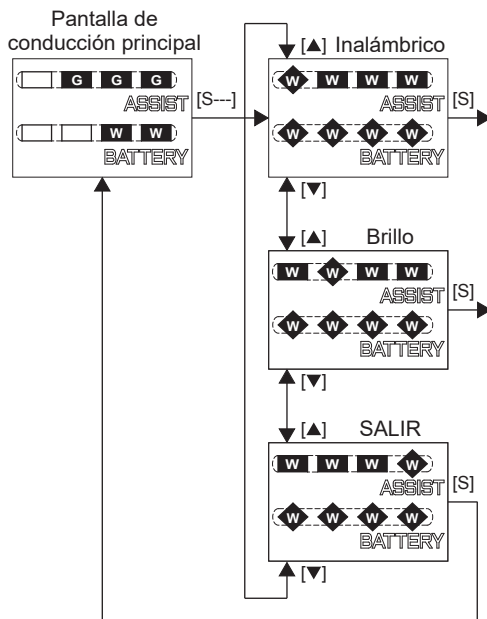 Pantalla de
conducción principal
G G G
ASSIST
W W
BATTERY
[S---]
[▲] Inalámbrico
W W W W
ASSIST
W W W W
BATTERY
[S]
[▼]
[▲] Brillo
W W W W
ASSIST
W W W W
BATTERY
[S]
[▼]
[▲] SALIR
W W W W
ASSIST
W W W W
BATTERY
[S]
[▼]